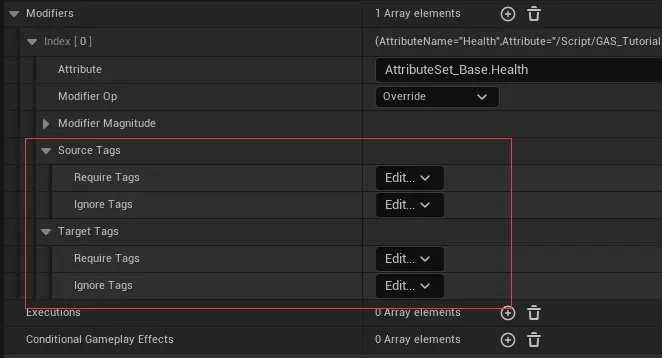 Modifiers 1 Array elements
Index [ 0 ] (AttributeName="Health",Attribute="/Script/GAS_Tutorial
Attribute AttributeSet_Base.Health
Modifier Op Override
Modifier Magnitude
Source Tags
Require Tags Edit...
Ignore Tags Edit...
Target Tags
Require Tags Edit...
Ignore Tags Edit...
Executions 0 Array elements
Conditional Gameplay Effects 0 Array elements